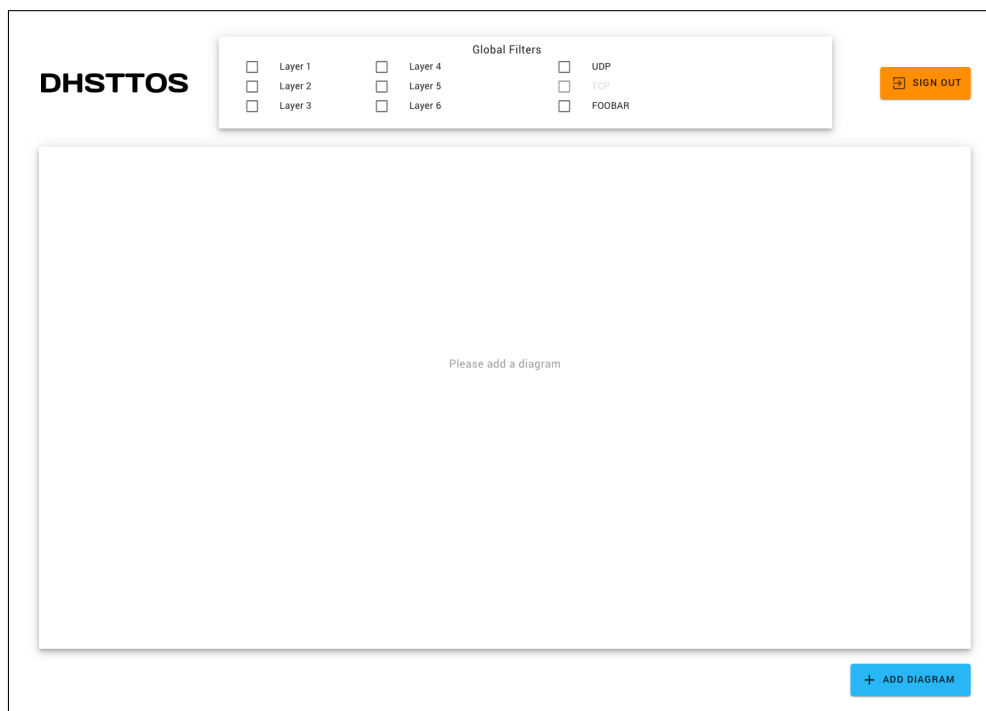 DHSTTOS
Global Filters
Layer 1 Layer 4 UDP
Layer 2 Layer 5 TCP
Layer 3 Layer 6 FOOBAR
SIGN OUT
Please add a diagram
ADD DIAGRAM